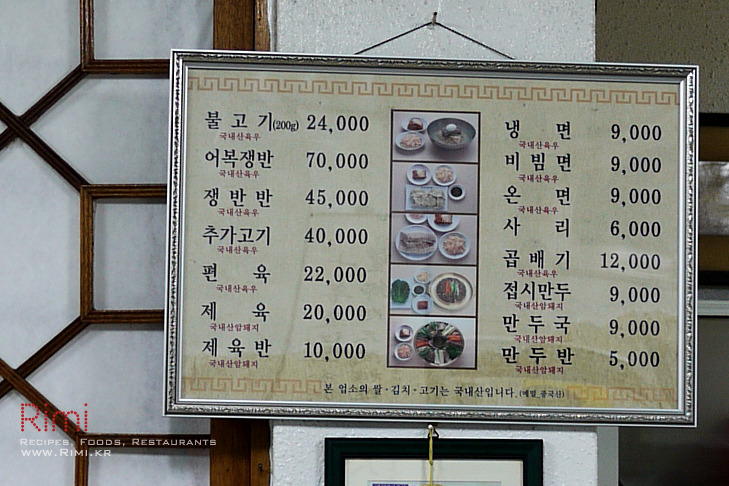 불고기(200g) 24,000
국내산육우
어복쟁반 70,000
국내산육우
쟁반반 45,000
국내산육우
추가고기 40,000
국내산육우
편육 22,000
국내산육우
제육 20,000
국내산암돼지
제육반 10,000
국내산암돼지
냉면 9,000
국내산육우
비빔면 9,000
국내산육우
온면 9,000
국내산육우
사리 6,000
곱배기 12,000
국내산육우
접시만두 9,000
국내산암돼지
만두국 9,000
국내산암돼지
만두반 5,000
국내산암돼지
본 업소의 쌀·김치·고기는 국내산입니다.(메밀,중국산)
Rimi
Recipes, Foods, Restaurants
www.Rimi.kr